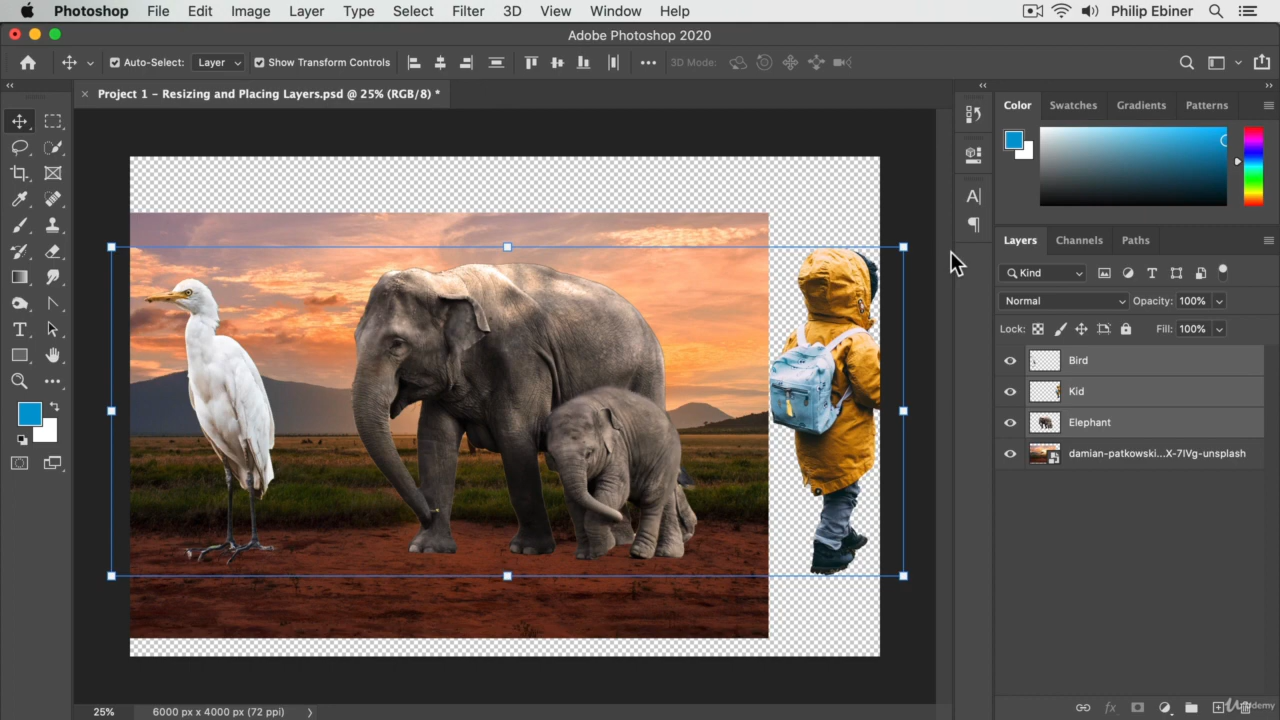 Photoshop File Edit Image Layer Type Select Filter 3D View Window Help Philip Ebiner
Adobe Photoshop 2020
Auto-Select: Layer Show Transform Controls 3D Mode:
Project 1 – Resizing and Placing Layers.psd @ 25% (RGB/8) *
Color Swatches Gradients Patterns
Layers Channels Paths
Kind
Normal Opacity: 100%
Lock: Fill: 100%
Bird
Kid
Elephant
damian-patkowski...X-7IVg-unsplash
25% 6000 px x 4000 px (72 ppi)
Udemy